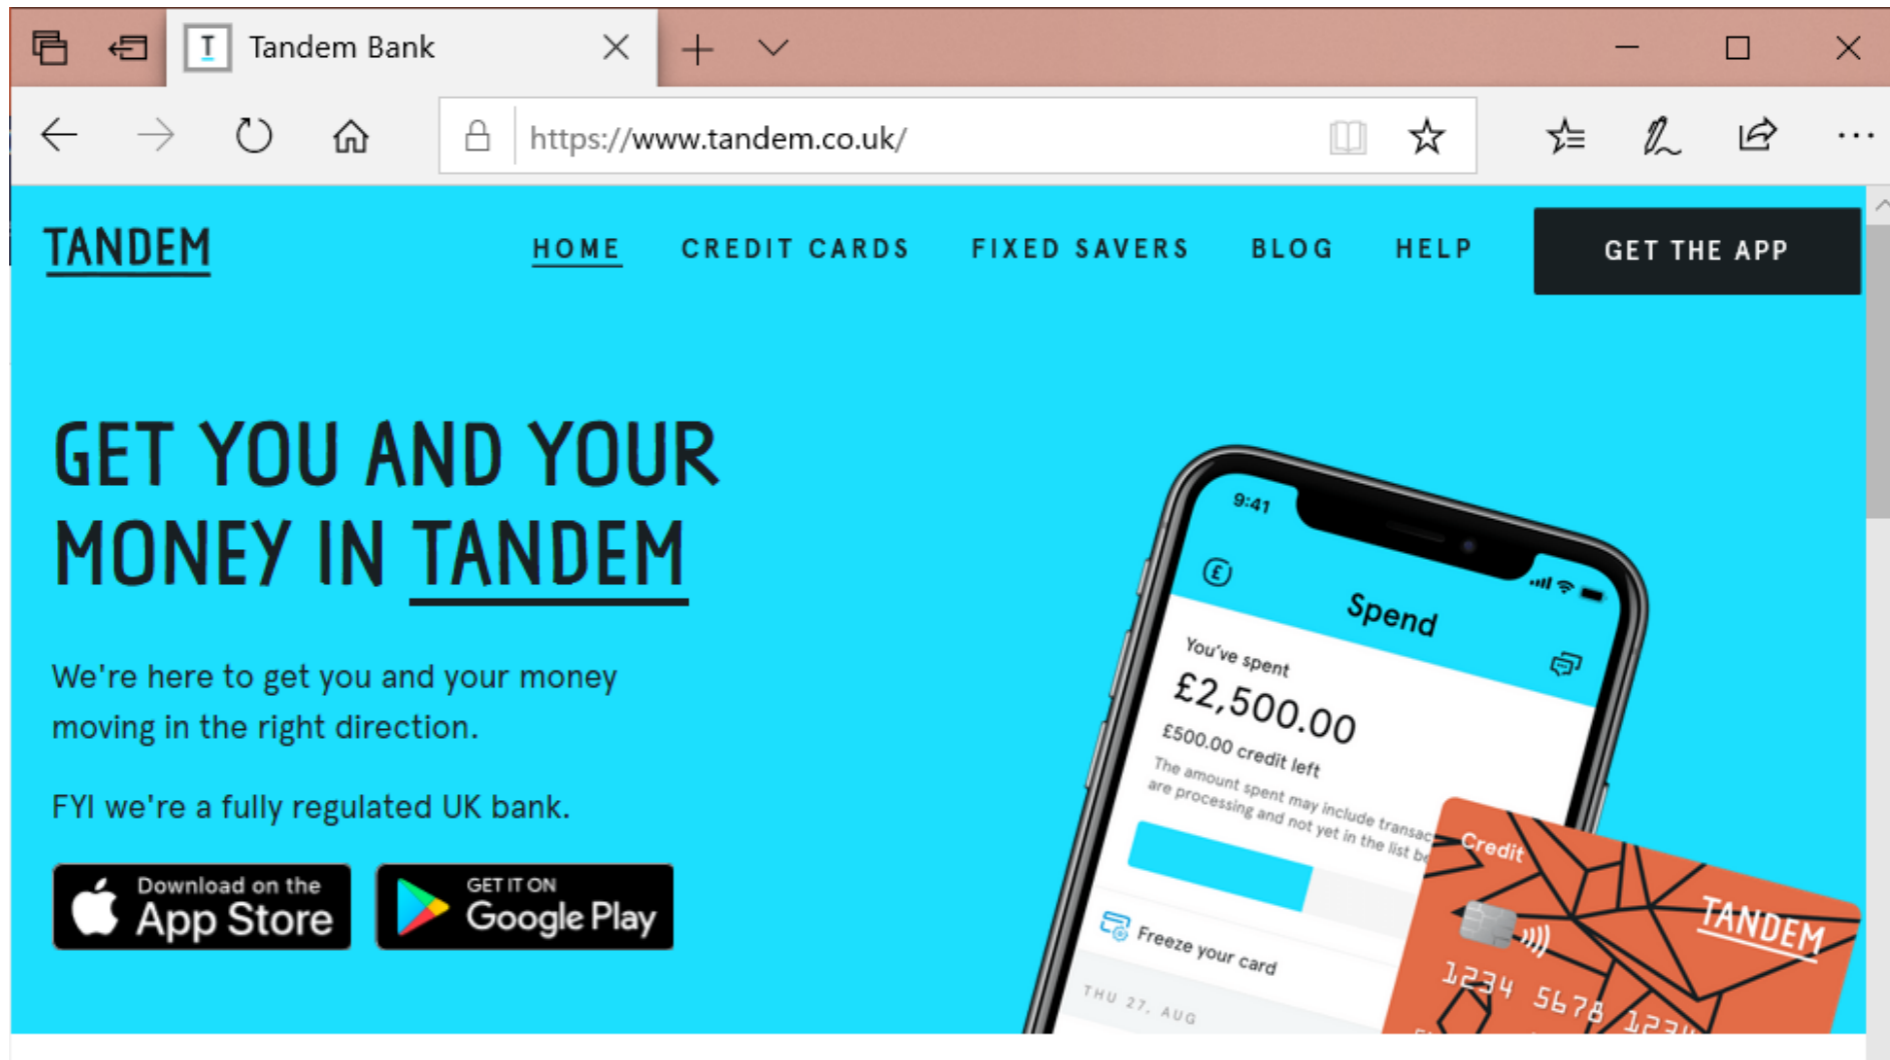 T Tandem Bank
https://www.tandem.co.uk/
TANDEM HOME CREDIT CARDS FIXED SAVERS BLOG HELP GET THE APP
GET YOU AND YOUR
MONEY IN TANDEM
We're here to get you and your money
moving in the right direction.
FYI we're a fully regulated UK bank.
Download on the
App Store
GET IT ON
Google Play
9:41
£
Spend
You've spent
£2,500.00
£500.00 credit left
The amount spent may include transac
are processing and not yet in the list be
Freeze your card
THU 27, AUG
Credit
TANDEM
1234 5678 1234